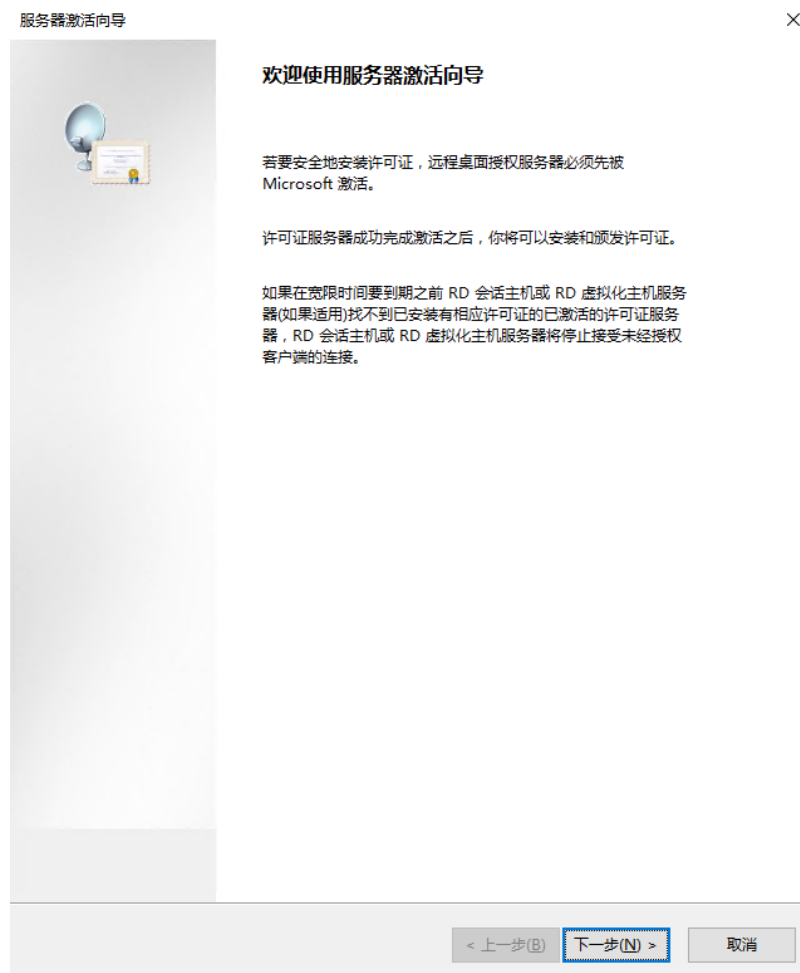 服务器激活向导
欢迎使用服务器激活向导
若要安全地安装许可证，远程桌面授权服务器必须先被
Microsoft 激活。
许可证服务器成功完成激活之后，你将可以安装和颁发许可证。
如果在宽限时间要到期之前 RD 会话主机或 RD 虚拟化主机服务
器(如果适用)找不到已安装有相应许可证的已激活的许可证服务
器，RD 会话主机或 RD 虚拟化主机服务器将停止接受未经授权
客户端的连接。
< 上一步(B) 下一步(N) > 取消